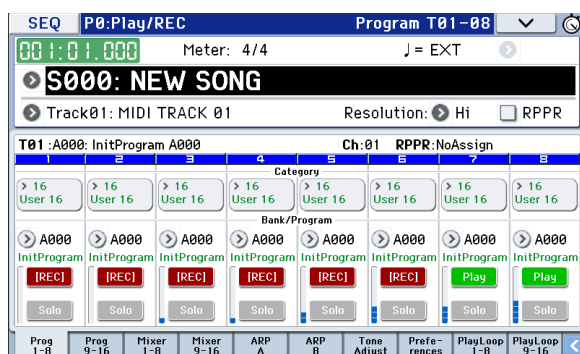 SEQ P0:Play/REC Program T01-08
001:01.000 Meter: 4/4 ♩= EXT
S000: NEW SONG
Track01: MIDI TRACK 01 Resolution: Hi RPPR
T01 :A000: InitProgram A000 Ch:01 RPPR:NoAssign
1 2 3 4 5 6 7 8
Category
> 16 > 16 > 16 > 16 > 16 > 16 > 16 > 16
User 16 User 16 User 16 User 16 User 16 User 16 User 16 User 16
Bank/Program
A000 A000 A000 A000 A000 A000 A000 A000
InitProgram InitProgram InitProgram InitProgram InitProgram InitProgram InitProgram InitProgram
[REC] [REC] [REC] [REC] [REC] [REC] Play Play
Solo Solo Solo Solo Solo Solo Solo Solo
Prog Prog Mixer Mixer ARP ARP Tone Prefe- PlayLoop PlayLoop
1-8 9-16 1-8 9-16 A B Adjust rences 1-8 9-16